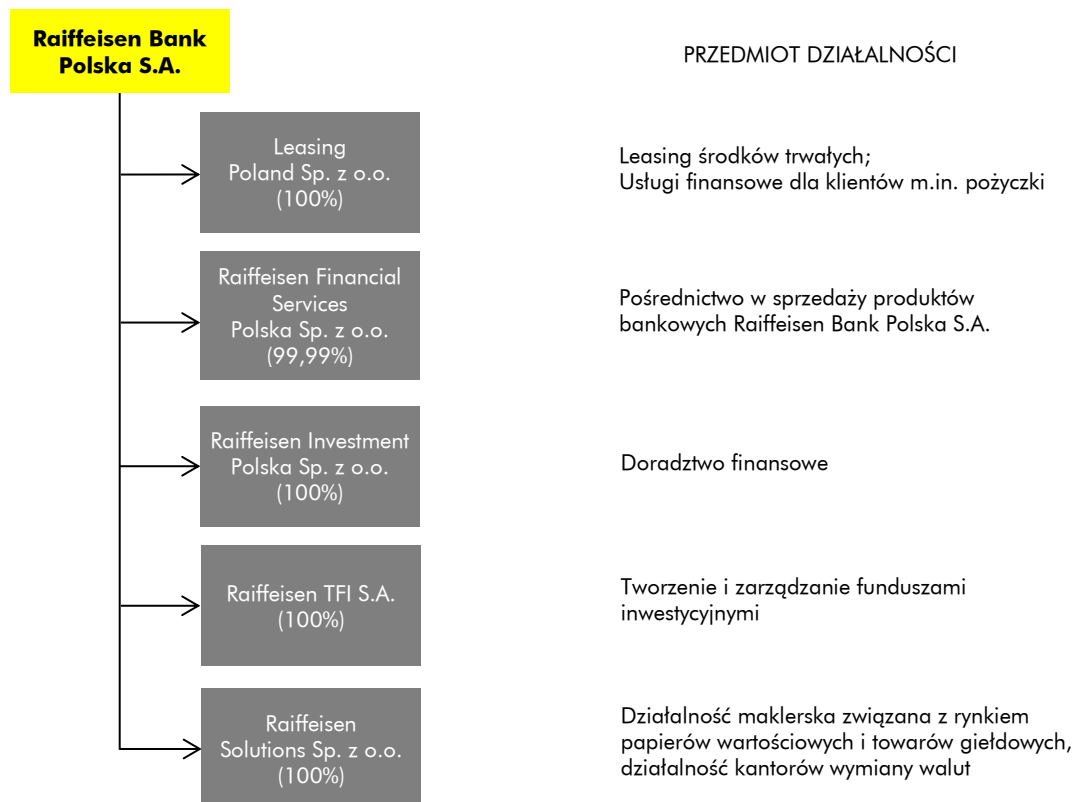 Raiffeisen Bank
Polska S.A.
PRZEDMIOT DZIAŁALNOŚCI
Leasing
Poland Sp. z o.o.
(100%)
Leasing środków trwałych;
Usługi finansowe dla klientów m.in. pożyczki
Raiffeisen Financial
Services
Polska Sp. z o.o.
(99,99%)
Pośrednictwo w sprzedaży produktów
bankowych Raiffeisen Bank Polska S.A.
Raiffeisen Investment
Polska Sp. z o.o.
(100%)
Doradztwo finansowe
Raiffeisen TFI S.A.
(100%)
Tworzenie i zarządzanie funduszami
inwestycyjnymi
Raiffeisen
Solutions Sp. z o.o.
(100%)
Działalność maklerska związana z rynkiem
papierów wartościowych i towarów giełdowych,
działalność kantorów wymiany walut